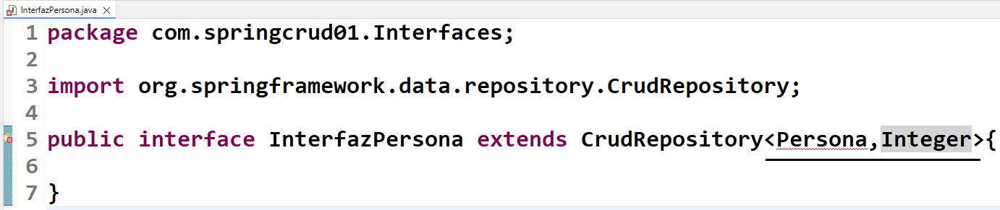 InterfazPersona.java
1 package com.springcrud01.Interfaces;
2
3 import org.springframework.data.repository.CrudRepository;
4
5 public interface InterfazPersona extends CrudRepository<Persona,Integer>{
6
7 }